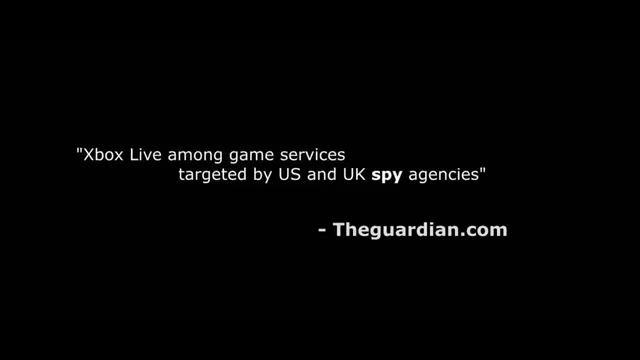 "Xbox Live among game services
targeted by US and UK spy agencies"
- Theguardian.com